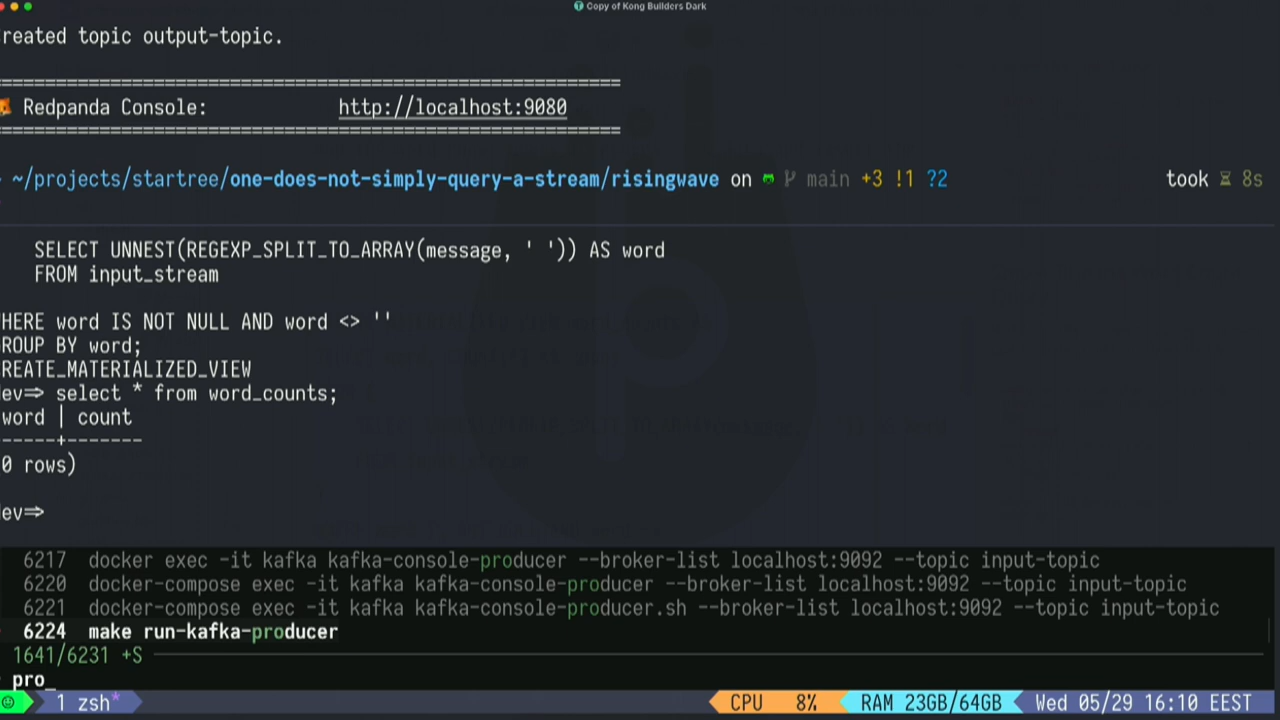 Copy of Kong Builders Dark
reated topic output-topic.
Redpanda Console: http://localhost:9080
~/projects/startree/one-does-not-simply-query-a-stream/risingwave on main +3 !1 ?2 took 8s
SELECT UNNEST(REGEXP_SPLIT_TO_ARRAY(message, ' ')) AS word
FROM input_stream
HERE word IS NOT NULL AND word <> ''
ROUP BY word;
REATE_MATERIALIZED_VIEW
dev=> select * from word_counts;
word | count
-----+-------
0 rows)
dev=>
6217 docker exec -it kafka kafka-console-producer --broker-list localhost:9092 --topic input-topic
6220 docker-compose exec -it kafka kafka-console-producer --broker-list localhost:9092 --topic input-topic
6221 docker-compose exec -it kafka kafka-console-producer.sh --broker-list localhost:9092 --topic input-topic
6224 make run-kafka-producer
1641/6231 +S
pro_
1 zsh* CPU 8% RAM 23GB/64GB Wed 05/29 16:10 EEST